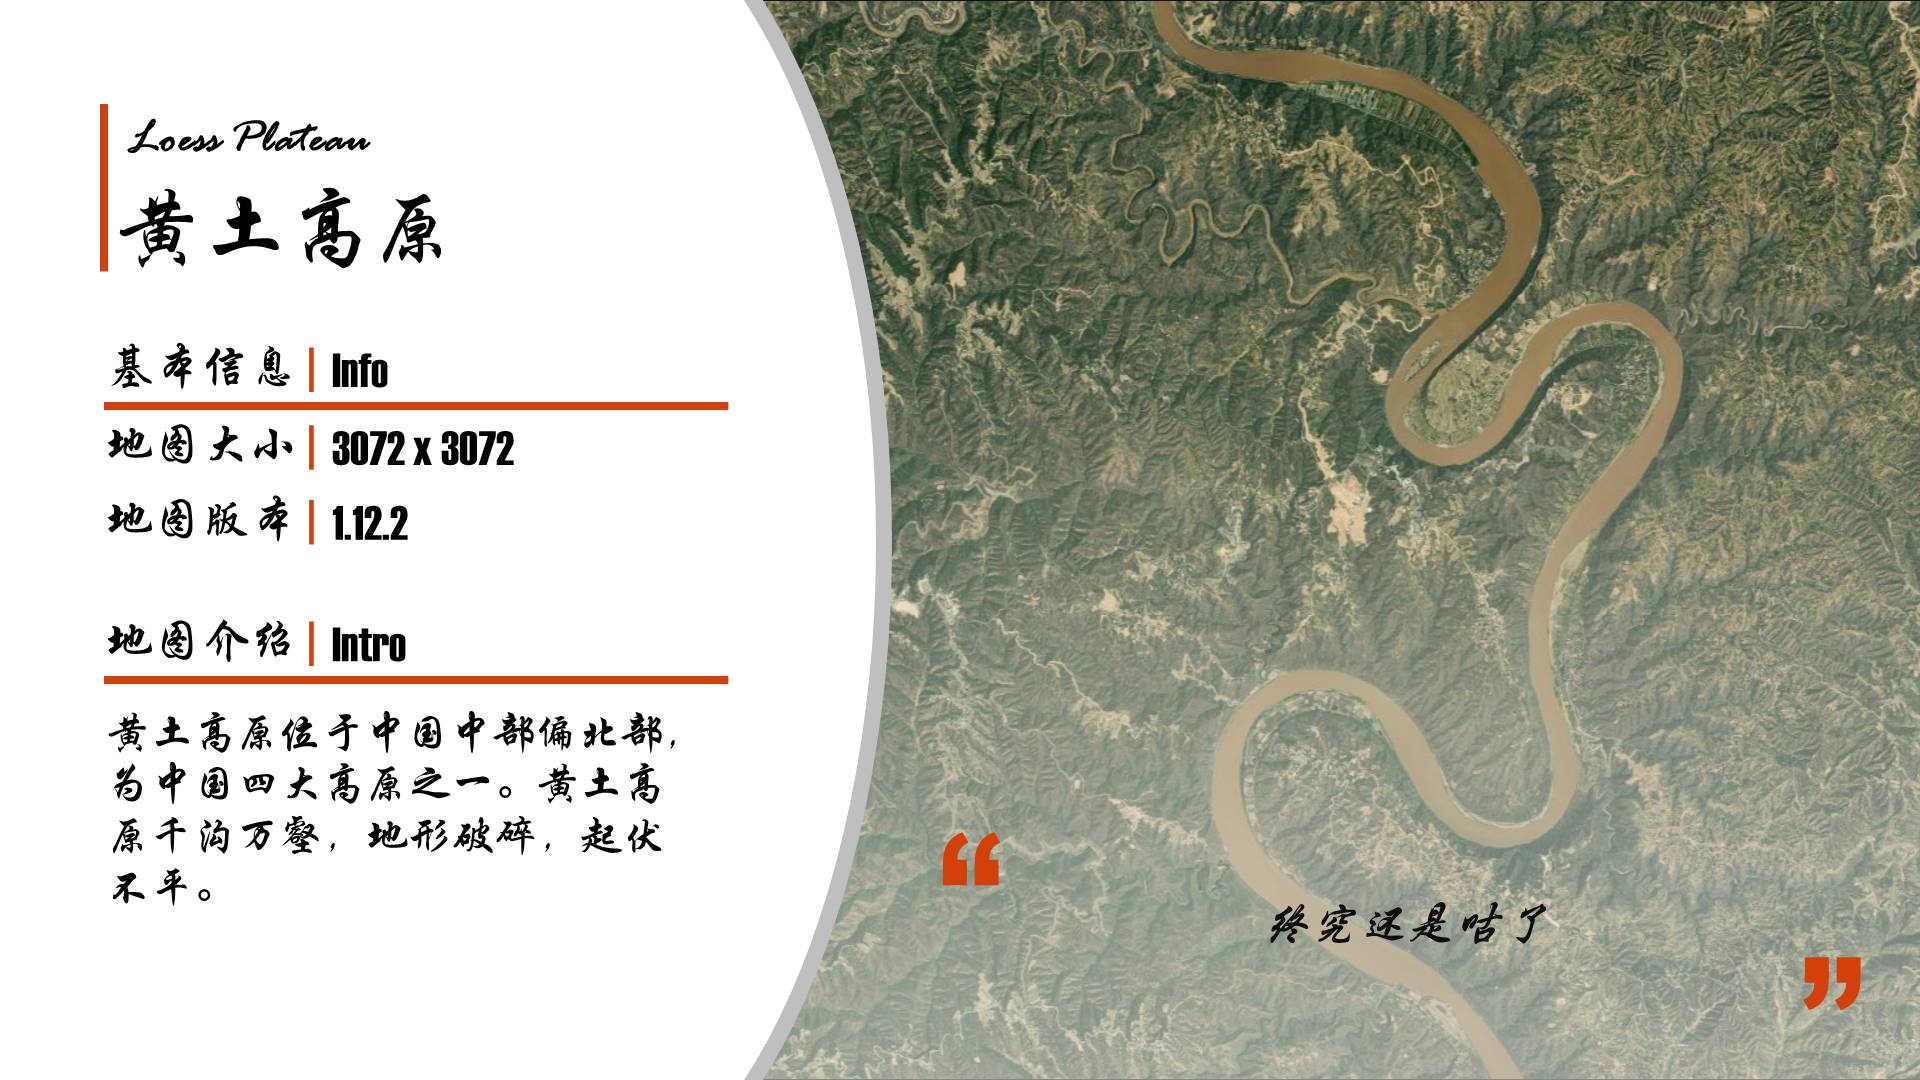 Loess Plateau
黄土高原
基本信息 | Info
地图大小 | 3072 x 3072
地图版本 | 1.12.2
地图介绍 | Intro
黄土高原位于中国中部偏北部，
为中国四大高原之一。黄土高
原千沟万壑，地形破碎，起伏
不平。
“
终究还是咕了
”